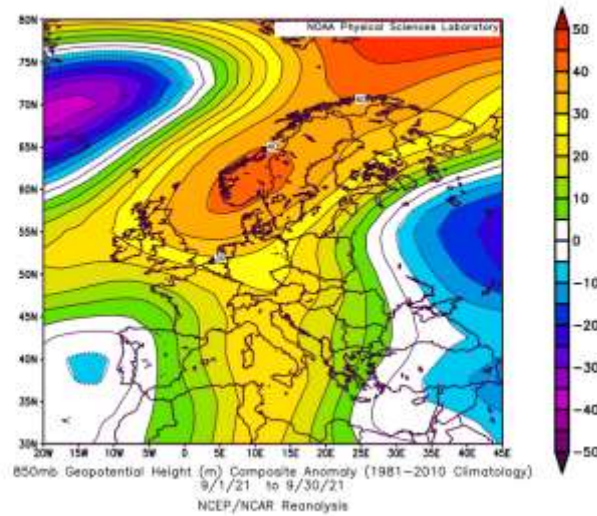 NOAA Physical Sciences Laboratory
80N
75N
70N
65N
60N
55N
50N
45N
40N
35N
30N
20W 15W 10W 5W 0 5E 10E 15E 20E 25E 30E 35E 40E 45E
50
40
30
20
10
0
-10
-20
-30
-40
-50
850mb Geopotential Height (m) Composite Anomaly (1981-2010 Climatology)
9/1/21 to 9/30/21
NCEP/NCAR Reanalysis